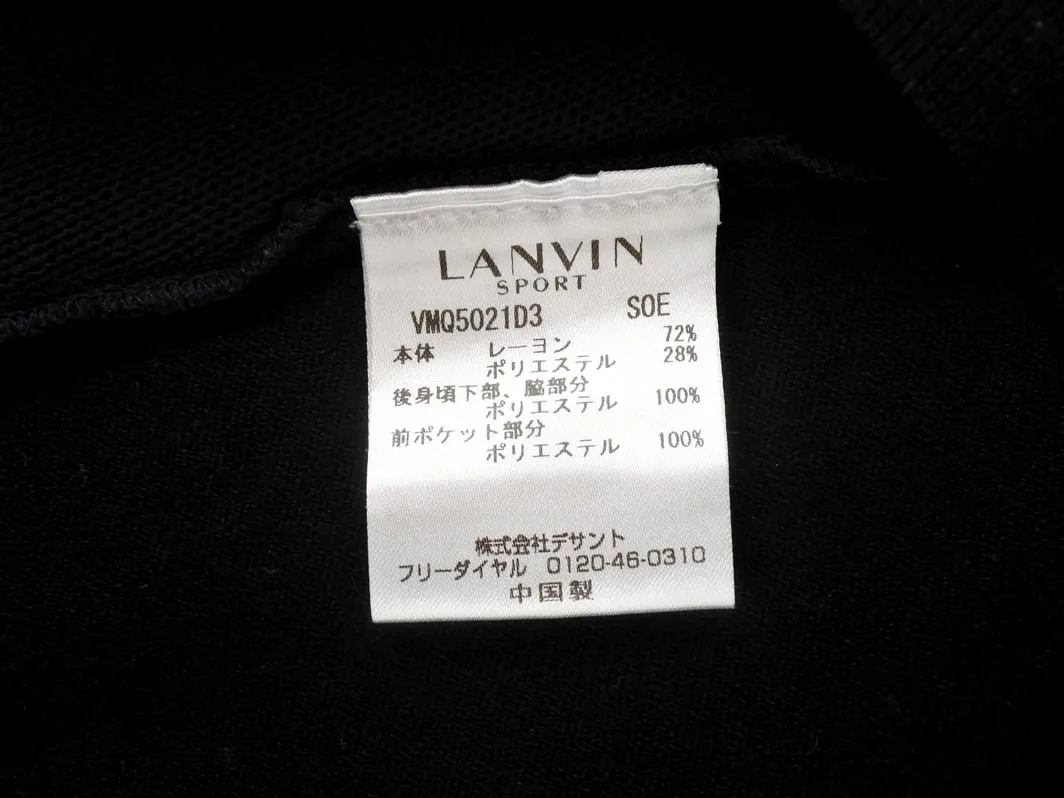 LANVIN
SPORT
VMQ5021D3 SOE
本体 レーヨン 72%
ポリエステル 28%
後身頃下部、脇部分
ポリエステル 100%
前ポケット部分
ポリエステル 100%
株式会社デサント
フリーダイヤル 0120-46-0310
中国製